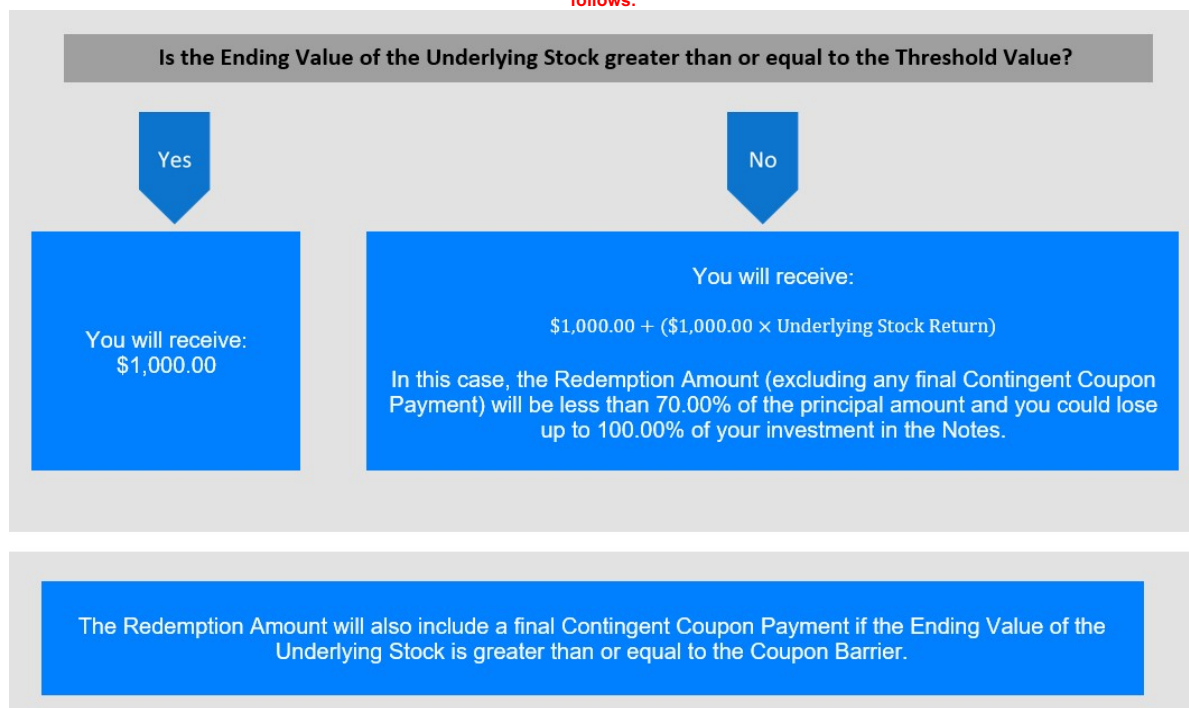 follows:
Is the Ending Value of the Underlying Stock greater than or equal to the Threshold Value?
Yes
No
You will receive:
$1,000.00
You will receive:
$1,000.00 + ($1,000.00 × Underlying Stock Return)
In this case, the Redemption Amount (excluding any final Contingent Coupon
Payment) will be less than 70.00% of the principal amount and you could lose
up to 100.00% of your investment in the Notes.
The Redemption Amount will also include a final Contingent Coupon Payment if the Ending Value of the
Underlying Stock is greater than or equal to the Coupon Barrier.